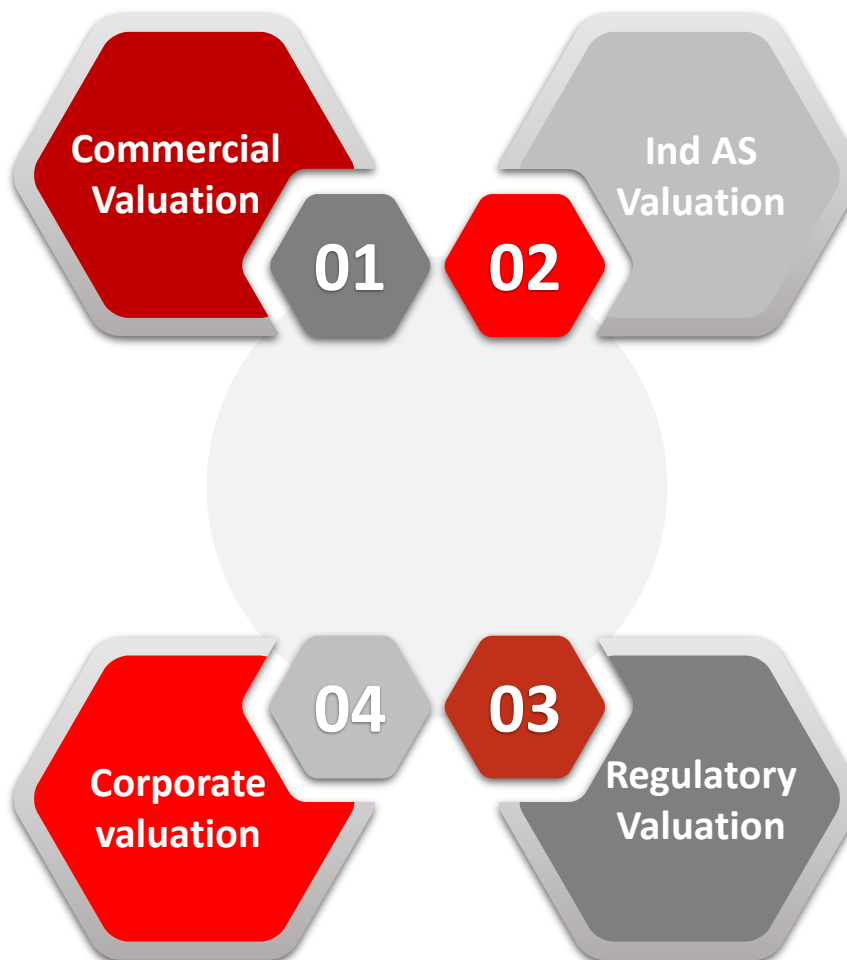 Commercial
Valuation
01
02
Ind AS
Valuation
04
03
Corporate
valuation
Regulatory
Valuation